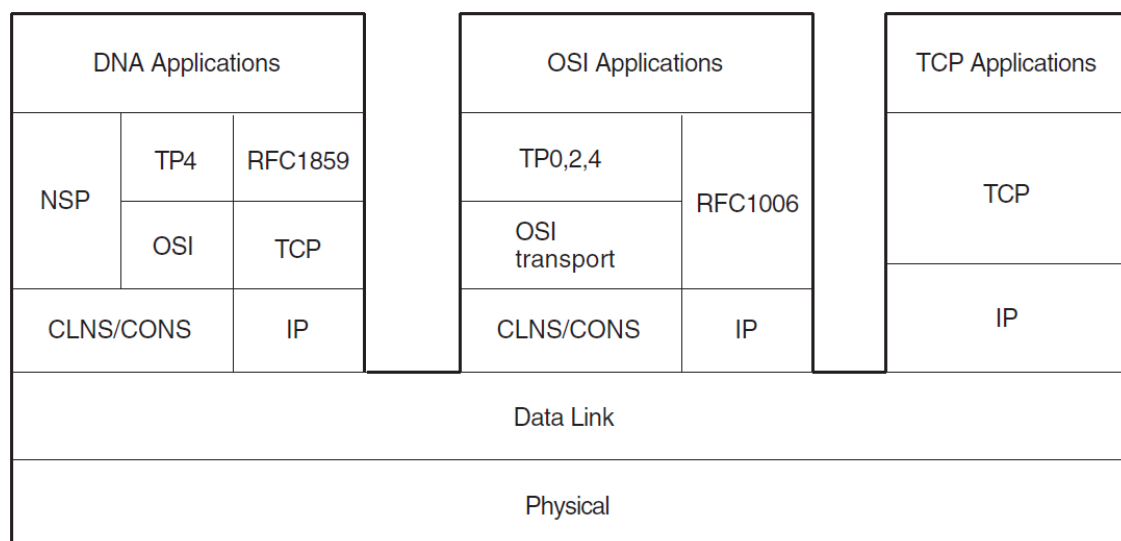 DNA Applications
OSI Applications
TCP Applications
NSP
TP4
RFC1859
OSI
TCP
CLNS/CONS
IP
TP0,2,4
RFC1006
OSI
transport
CLNS/CONS
IP
TCP
IP
Data Link
Physical